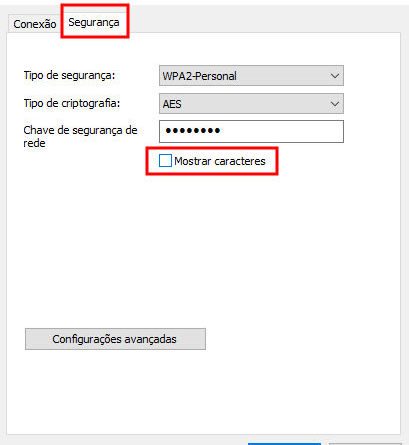 Conexão Segurança
Tipo de segurança: WPA2-Personal
Tipo de criptografia: AES
Chave de segurança de
rede
••••••••
Mostrar caracteres
Configurações avançadas